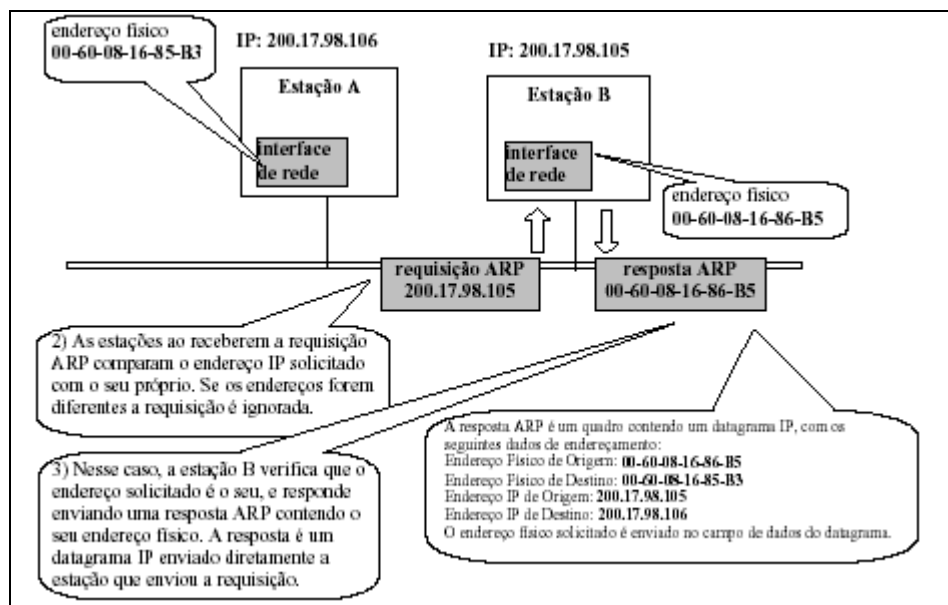 endereço físico
00-60-08-16-85-B3
IP: 200.17.98.106
IP: 200.17.98.105
Estação A
Estação B
interface
de rede
interface
de rede
endereço físico
00-60-08-16-86-B5
requisição ARP
200.17.98.105
resposta ARP
00-60-08-16-86-B5
2) As estações ao receberem a requisição
ARP comparam o endereço IP solicitado
com o seu próprio. Se os endereços forem
diferentes a requisição é ignorada.
3) Nesse caso, a estação B verifica que o
endereço solicitado é o seu, e responde
enviando uma resposta ARP contendo o
seu endereço físico. A resposta é um
datagrama IP enviado diretamente a
estação que enviou a requisição.
A resposta ARP é um quadro contendo um datagrama IP, com os
seguintes dados de endereçamento:
Endereço Físico de Origem: 00-60-08-16-86-B5
Endereço Físico de Destino: 00-60-08-16-85-B3
Endereço IP de Origem: 200.17.98.105
Endereço IP de Destino: 200.17.98.106
O endereço físico solicitado é enviado no campo de dados do datagrama.